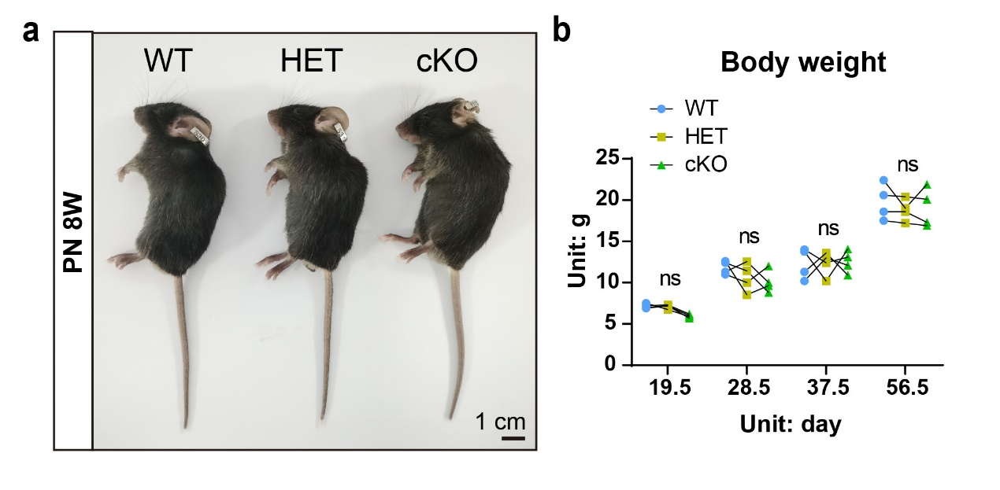 a
PN 8W
WT HET cKO
1 cm
b
Body weight
WT
HET
cKO
Unit: g
25
20
15
10
5
0
ns
ns
ns
ns
19.5 28.5 37.5 56.5
Unit: day